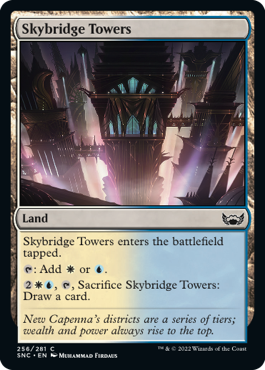 Skybridge Towers
Land
Skybridge Towers enters the battlefield
tapped.
: Add or .
2 , , Sacrifice Skybridge Towers:
Draw a card.
New Capenna's districts are a series of tiers;
wealth and power always rise to the top.
256/281 C
SNC • EN MUHAMMAD FIRDAUS
™ & © 2022 Wizards of the Coast